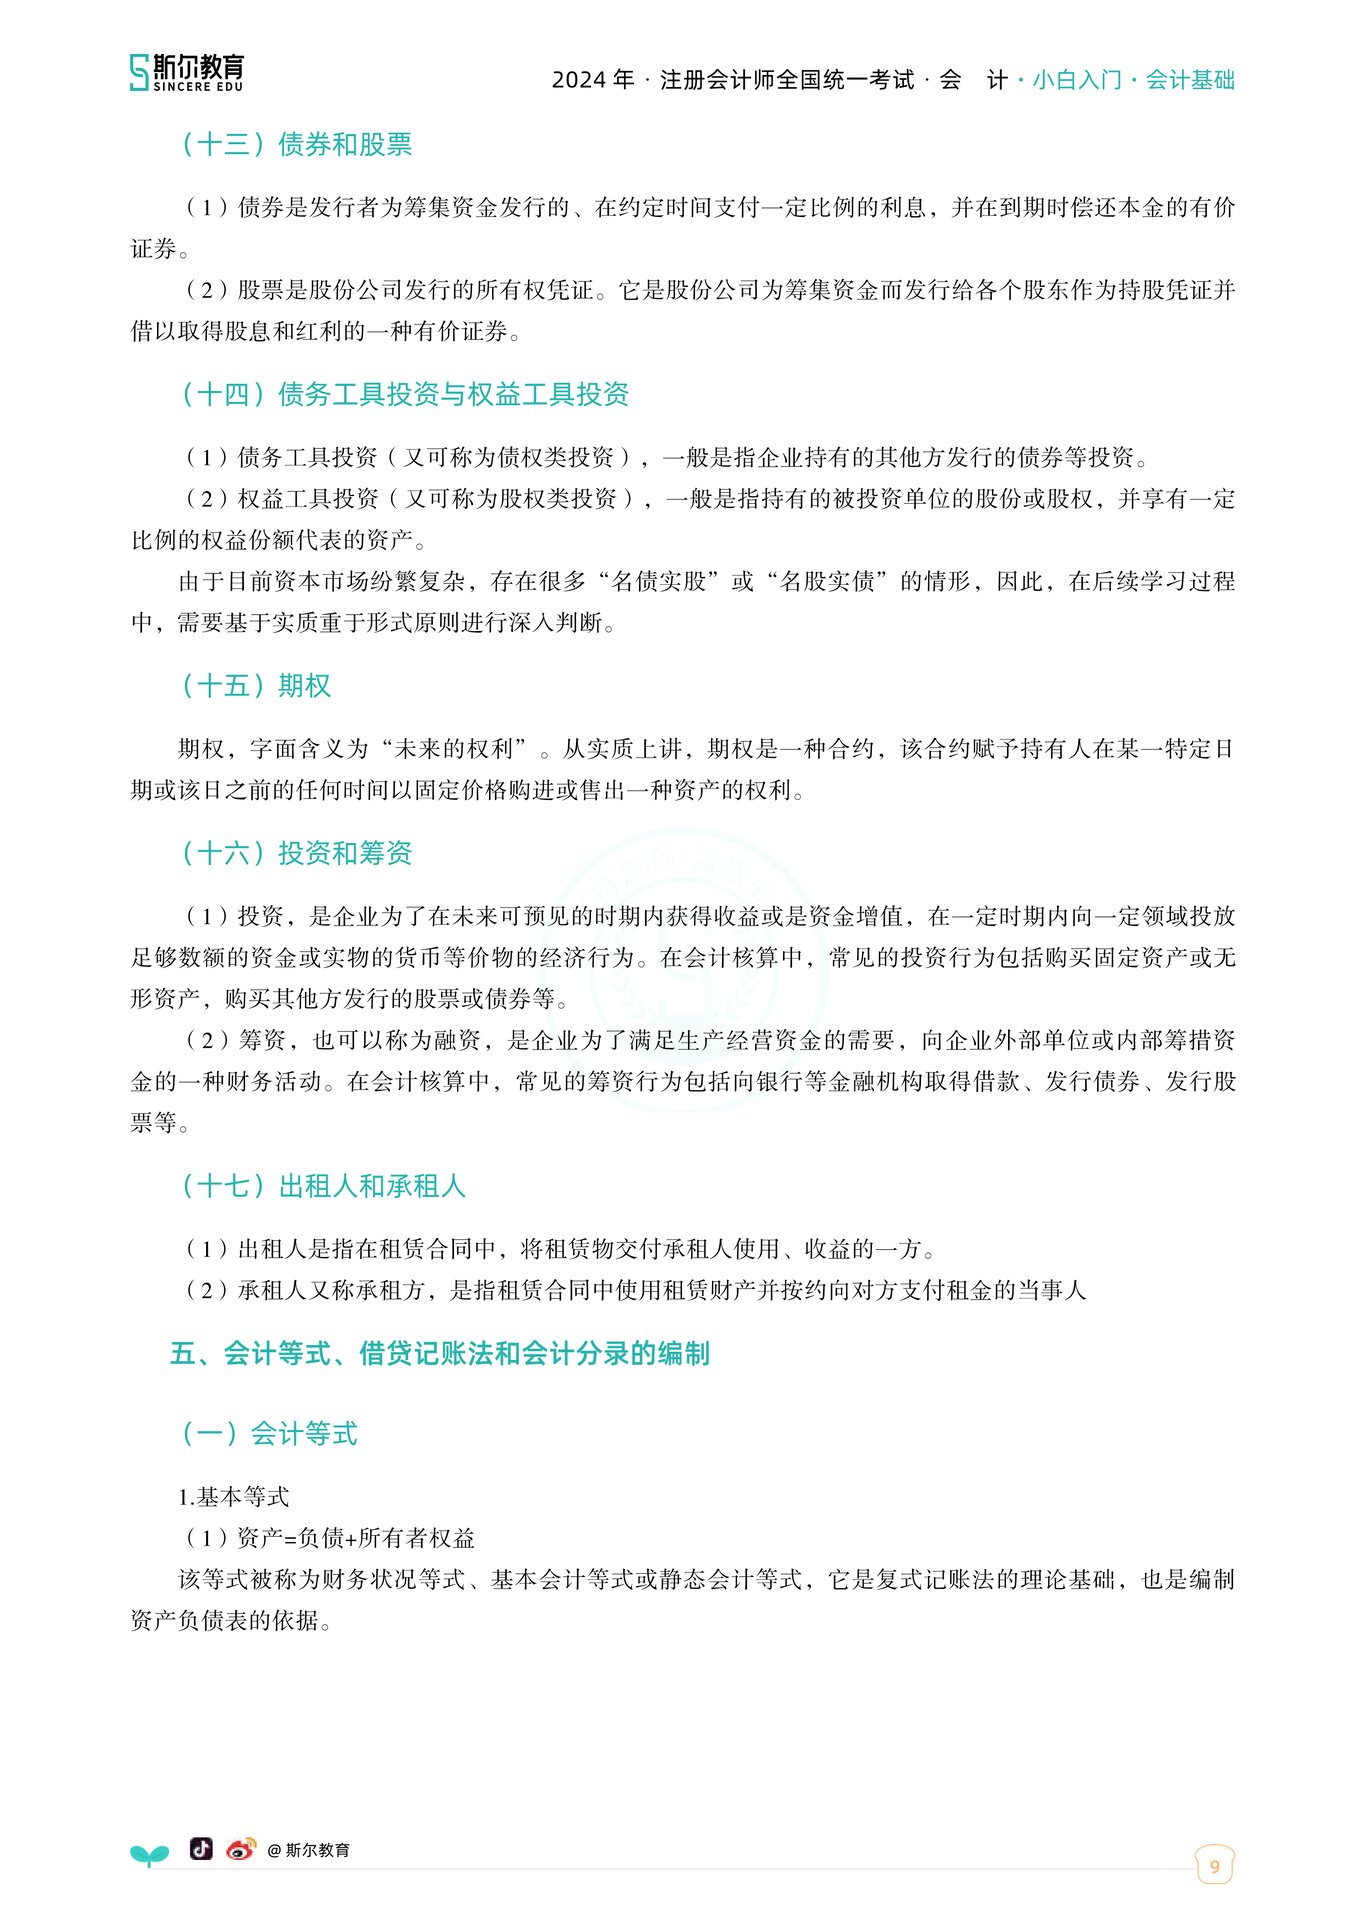 斯尔教育
SINCERE EDU
2024 年 · 注册会计师全国统一考试 · 会　计 · 小白入门 · 会计基础
（十三）债券和股票
（1）债券是发行者为筹集资金发行的、在约定时间支付一定比例的利息，并在到期时偿还本金的有价
证券。
（2）股票是股份公司发行的所有权凭证。它是股份公司为筹集资金而发行给各个股东作为持股凭证并
借以取得股息和红利的一种有价证券。
（十四）债务工具投资与权益工具投资
（1）债务工具投资（又可称为债权类投资），一般是指企业持有的其他方发行的债券等投资。
（2）权益工具投资（又可称为股权类投资），一般是指持有的被投资单位的股份或股权，并享有一定
比例的权益份额代表的资产。
由于目前资本市场纷繁复杂，存在很多“名债实股”或“名股实债”的情形，因此，在后续学习过程
中，需要基于实质重于形式原则进行深入判断。
（十五）期权
期权，字面含义为“未来的权利”。从实质上讲，期权是一种合约，该合约赋予持有人在某一特定日
期或该日之前的任何时间以固定价格购进或售出一种资产的权利。
（十六）投资和筹资
（1）投资，是企业为了在未来可预见的时期内获得收益或是资金增值，在一定时期内向一定领域投放
足够数额的资金或实物的货币等价物的经济行为。在会计核算中，常见的投资行为包括购买固定资产或无
形资产，购买其他方发行的股票或债券等。
（2）筹资，也可以称为融资，是企业为了满足生产经营资金的需要，向企业外部单位或内部筹措资
金的一种财务活动。在会计核算中，常见的筹资行为包括向银行等金融机构取得借款、发行债券、发行股
票等。
（十七）出租人和承租人
（1）出租人是指在租赁合同中，将租赁物交付承租人使用、收益的一方。
（2）承租人又称承租方，是指租赁合同中使用租赁财产并按约向对方支付租金的当事人
五、会计等式、借贷记账法和会计分录的编制
（一）会计等式
1.基本等式
（1）资产=负债+所有者权益
该等式被称为财务状况等式、基本会计等式或静态会计等式，它是复式记账法的理论基础，也是编制
资产负债表的依据。
@ 斯尔教育
9